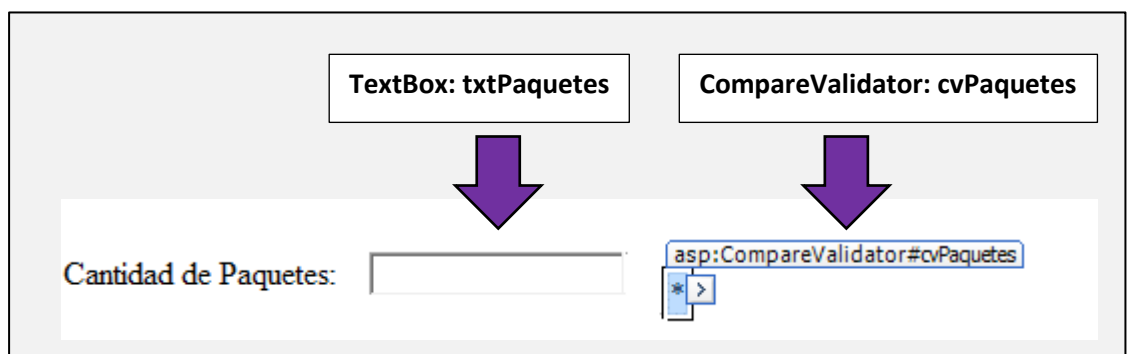 TextBox: txtPaquetes
CompareValidator: cvPaquetes
asp:CompareValidator#cvPaquetes
Cantidad de Paquetes:
* >